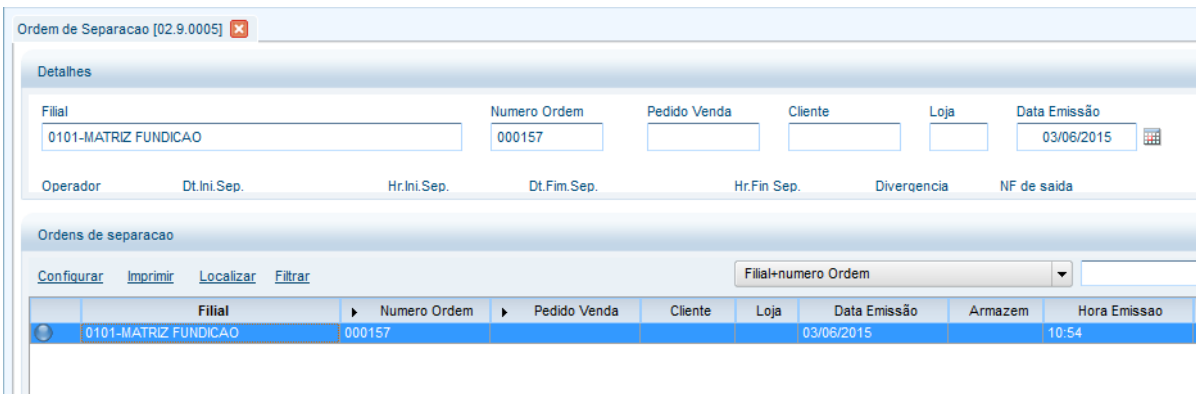 Ordem de Separacao [02.9.0005]
Detalhes
Filial Numero Ordem Pedido Venda Cliente Loja Data Emissão
0101-MATRIZ FUNDICAO 000157 03/06/2015
Operador Dt.Ini.Sep. Hr.Ini.Sep. Dt.Fim.Sep. Hr.Fin Sep. Divergencia NF de saida
Ordens de separacao
Configurar Imprimir Localizar Filtrar Filial+numero Ordem
Filial Numero Ordem Pedido Venda Cliente Loja Data Emissão Armazem Hora Emissao
0101-MATRIZ FUNDICAO 000157 03/06/2015 10:54